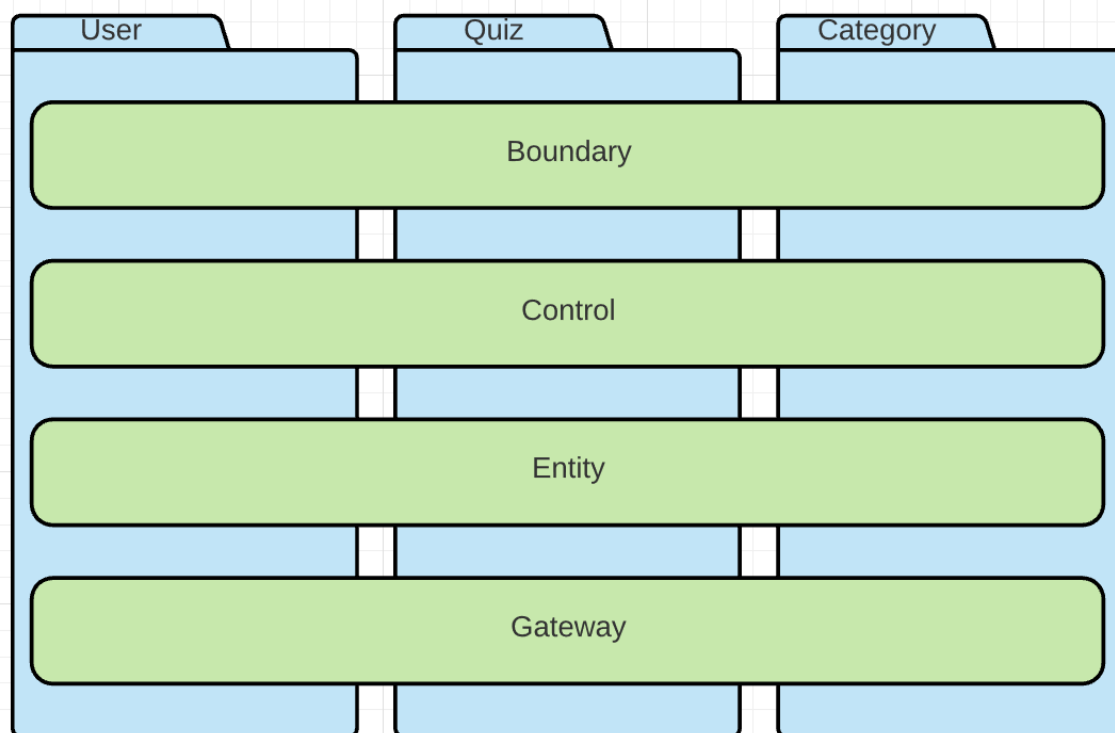 User
Quiz
Category
Boundary
Control
Entity
Gateway